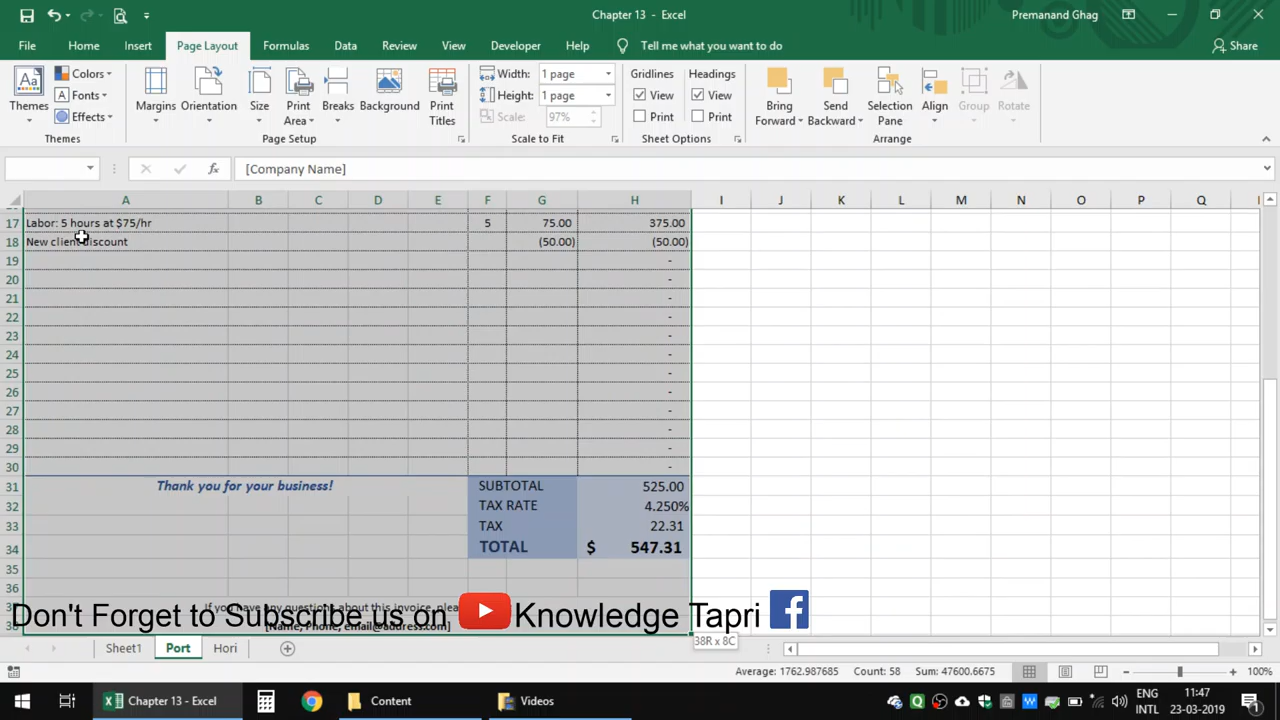 Chapter 13 - Excel
Premanand Ghag
File Home Insert Page Layout Formulas Data Review View Developer Help Tell me what you want to do Share
Themes Colors Fonts Effects
Margins Orientation Size Print Area Breaks Background Print Titles
Width: 1 page
Height: 1 page
Scale: 97%
Gridlines Headings
View View
Print Print
Bring Forward Send Backward Selection Pane Align Group Rotate
Themes Page Setup Scale to Fit Sheet Options Arrange
fx [Company Name]
A B C D E F G H I J K L M N O P Q R
17 Labor: 5 hours at $75/hr 5 75.00 375.00
18 New client discount (50.00) (50.00)
19 -
20 -
21 -
22 -
23 -
24 -
25 -
26 -
27 -
28 -
29 -
30 -
31 Thank you for your business! SUBTOTAL 525.00
32 TAX RATE 4.250%
33 TAX 22.31
34 TOTAL $ 547.31
35
36
If you have any questions about this invoice, plea
Don't Forget to Subscribe us on Knowledge Tapri f
[Name, Phone, email@address.com]
38R x 8C
Sheet1 Port Hori
Average: 1762.987685 Count: 58 Sum: 47600.6675 100%
Chapter 13 - Excel Content Videos
ENG 11:47
INTL 23-03-2019
1